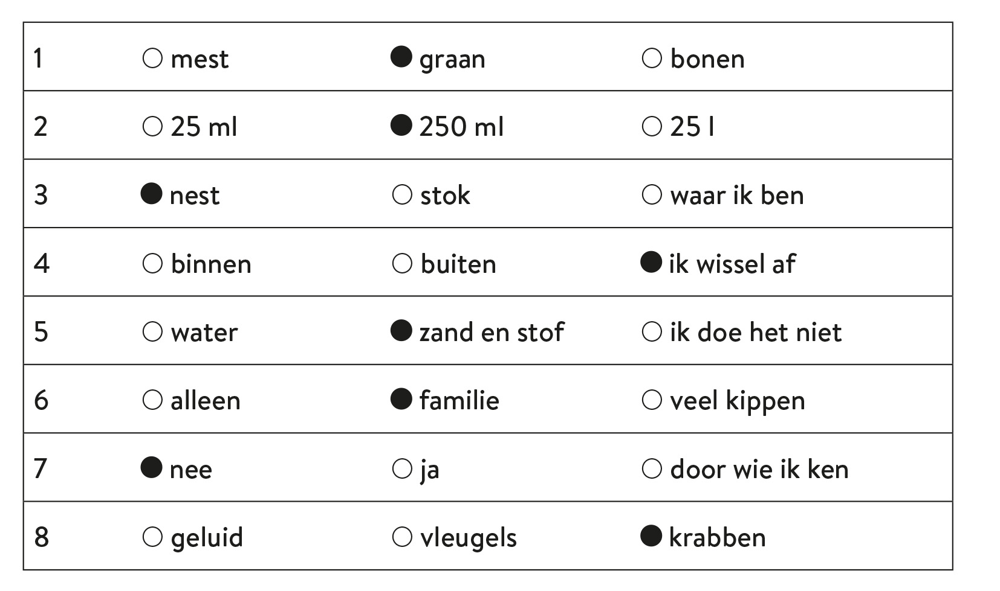 1 ○ mest ● graan ○ bonen
2 ○ 25 ml ● 250 ml ○ 25 l
3 ● nest ○ stok ○ waar ik ben
4 ○ binnen ○ buiten ● ik wissel af
5 ○ water ● zand en stof ○ ik doe het niet
6 ○ alleen ● familie ○ veel kippen
7 ● nee ○ ja ○ door wie ik ken
8 ○ geluid ○ vleugels ● krabben